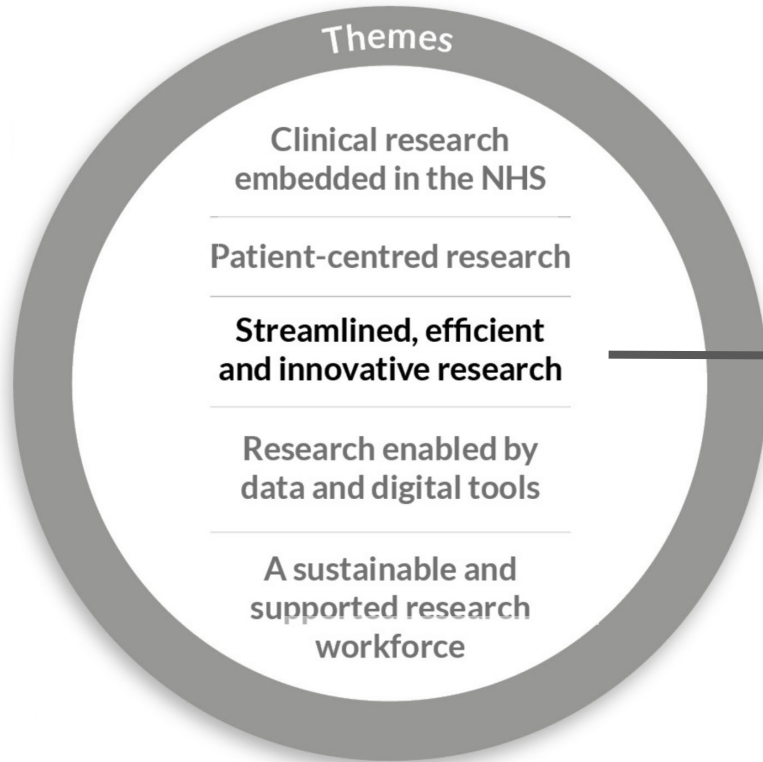 Themes
Clinical research
embedded in the NHS
Patient-centred research
Streamlined, efficient
and innovative research
Research enabled by
data and digital tools
A sustainable and
supported research
workforce